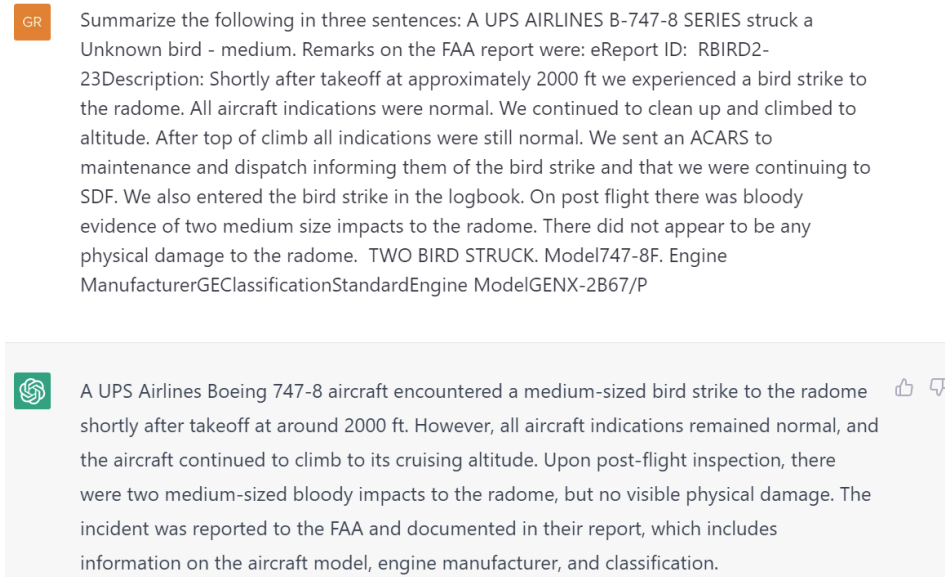 GR
Summarize the following in three sentences: A UPS AIRLINES B-747-8 SERIES struck a
Unknown bird - medium. Remarks on the FAA report were: eReport ID:  RBIRD2-
23Description: Shortly after takeoff at approximately 2000 ft we experienced a bird strike to
the radome. All aircraft indications were normal. We continued to clean up and climbed to
altitude. After top of climb all indications were still normal. We sent an ACARS to
maintenance and dispatch informing them of the bird strike and that we were continuing to
SDF. We also entered the bird strike in the logbook. On post flight there was bloody
evidence of two medium size impacts to the radome. There did not appear to be any
physical damage to the radome.  TWO BIRD STRUCK. Model747-8F. Engine
ManufacturerGEClassificationStandardEngine ModelGENX-2B67/P
A UPS Airlines Boeing 747-8 aircraft encountered a medium-sized bird strike to the radome
shortly after takeoff at around 2000 ft. However, all aircraft indications remained normal, and
the aircraft continued to climb to its cruising altitude. Upon post-flight inspection, there
were two medium-sized bloody impacts to the radome, but no visible physical damage. The
incident was reported to the FAA and documented in their report, which includes
information on the aircraft model, engine manufacturer, and classification.